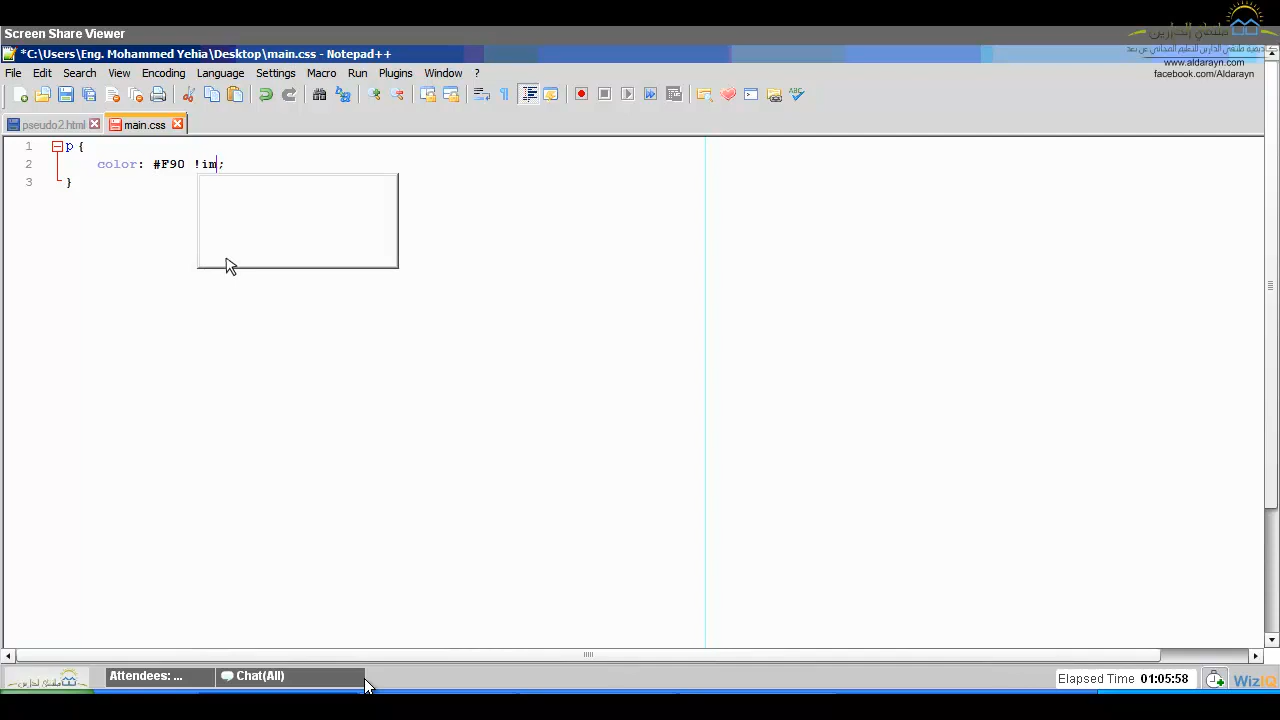 Screen Share Viewer
*C:\Users\Eng. Mohammed Yehia\Desktop\main.css - Notepad++
www.aldarayn.com
facebook.com/Aldarayn
File Edit Search View Encoding Language Settings Macro Run Plugins Window ?
pseudo2.html main.css
1 p {
2 color: #F90 !im;
3 }
Attendees: ... Chat(All) Elapsed Time 01:05:58 WizIQ